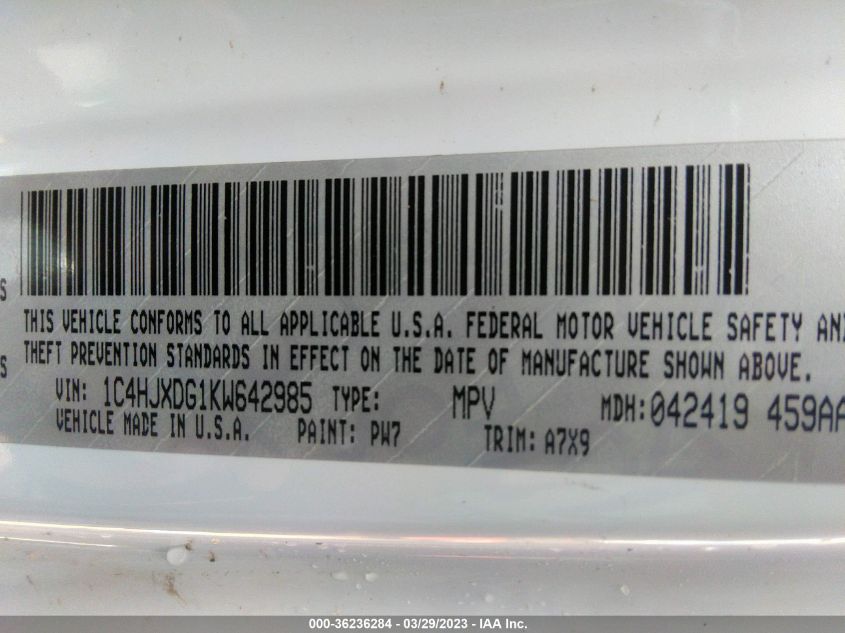 S
THIS VEHICLE CONFORMS TO ALL APPLICABLE U.S.A. FEDERAL MOTOR VEHICLE SAFETY AN
S THEFT PREVENTION STANDARDS IN EFFECT ON THE DATE OF MANUFACTURE SHOWN ABOVE.
VIN: 1C4HJXDG1KW642985 TYPE: MPV MDH:042419 459AA
VEHICLE MADE IN U.S.A. PAINT: PW7 TRIM: A7X9
000-36236284 - 03/29/2023 - IAA Inc.